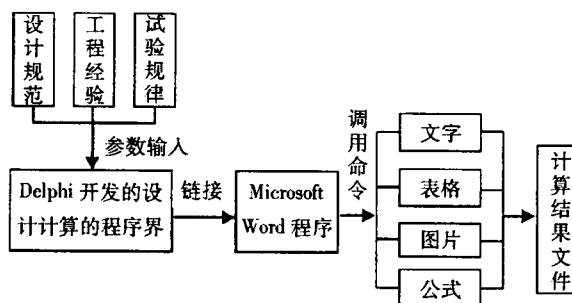 设计规范
工程经验
试验规律
参数输入
Delphi 开发的设
计计算的程序界
链接
Microsoft
Word 程序
调用命令
文字
表格
图片
公式
计算结果文件